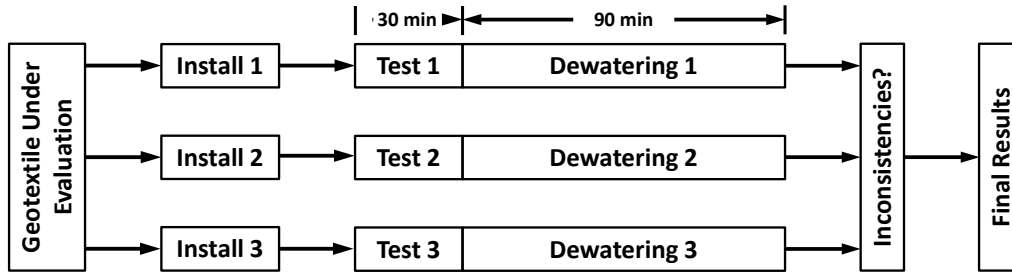 30 min
90 min
Geotextile Under
Evaluation
Install 1
Test 1
Dewatering 1
Install 2
Test 2
Dewatering 2
Install 3
Test 3
Dewatering 3
Inconsistencies?
Final Results